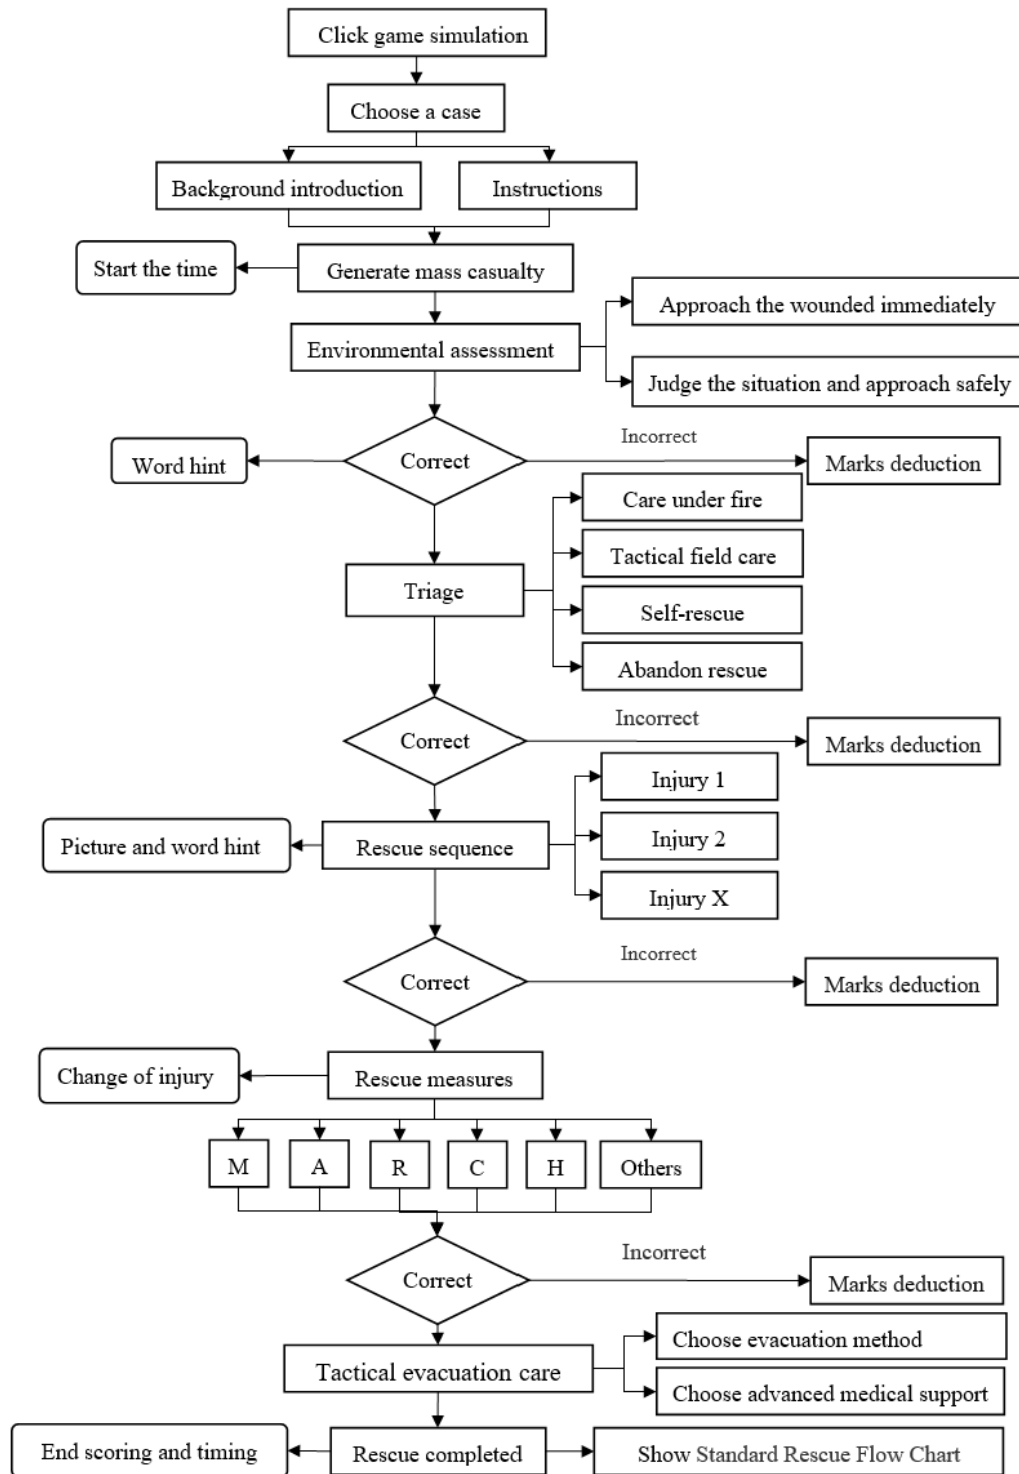 Click game simulation
Choose a case
Background introduction
Instructions
Start the time
Generate mass casualty
Approach the wounded immediately
Environmental assessment
Judge the situation and approach safely
Word hint
Correct
Incorrect
Marks deduction
Care under fire
Tactical field care
Triage
Self-rescue
Abandon rescue
Correct
Incorrect
Marks deduction
Injury 1
Picture and word hint
Rescue sequence
Injury 2
Injury X
Correct
Incorrect
Marks deduction
Change of injury
Rescue measures
M
A
R
C
H
Others
Correct
Incorrect
Marks deduction
Choose evacuation method
Tactical evacuation care
Choose advanced medical support
End scoring and timing
Rescue completed
Show Standard Rescue Flow Chart